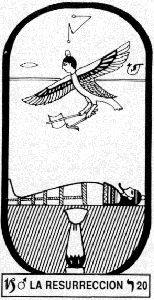 ♑♂ LA RESURRECCION ר 20